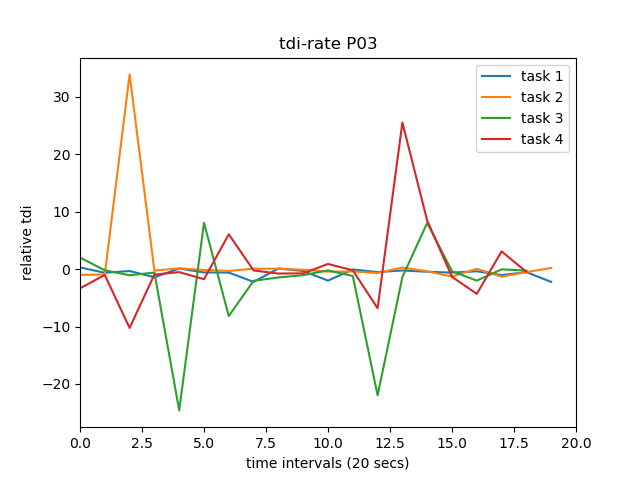 tdi-rate P03
task 1
task 2
task 3
task 4
30
20
10
0
−10
−20
relative tdi
0.0 2.5 5.0 7.5 10.0 12.5 15.0 17.5 20.0
time intervals (20 secs)